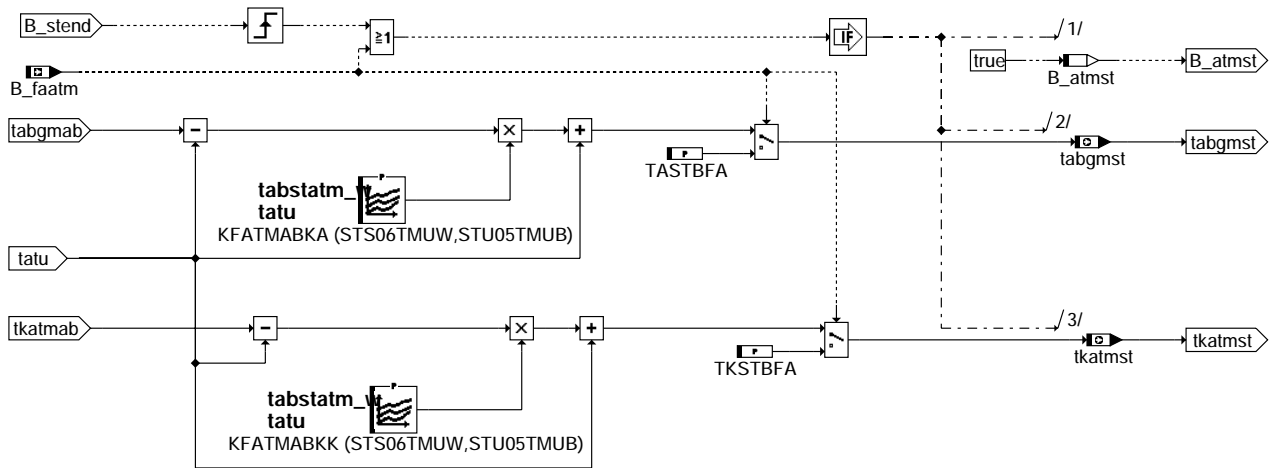 B_stend
≥1
IF
/1/
B_faatm
true
B_atmst
B_atmst
tabgmab
−
×
+
/2/
P
TASTBFA
tabgmst
tabgmst
P
tabstatm_w
tatu
KFATMABKA (STS06TMUW,STU05TMUB)
tatu
tkatmab
−
×
+
/3/
P
TKSTBFA
tkatmst
tkatmst
P
tabstatm_w
tatu
KFATMABKK (STS06TMUW,STU05TMUB)